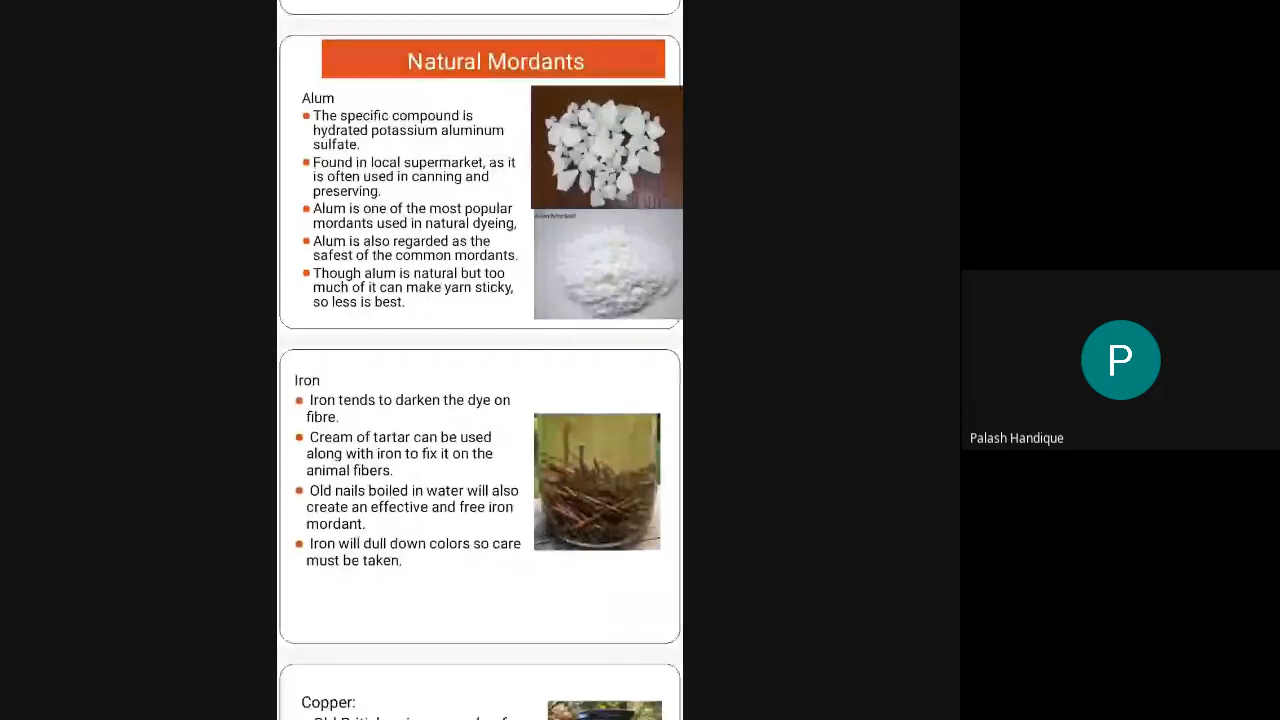 Natural Mordants
Alum
The specific compound is
hydrated potassium aluminum
sulfate.
Found in local supermarket, as it
is often used in canning and
preserving.
Alum is one of the most popular
mordants used in natural dyeing,
Alum is also regarded as the
safest of the common mordants.
Though alum is natural but too
much of it can make yarn sticky,
so less is best.
Iron
Iron tends to darken the dye on
fibre.
Cream of tartar can be used
along with iron to fix it on the
animal fibers.
Old nails boiled in water will also
create an effective and free iron
mordant.
Iron will dull down colors so care
must be taken.
Copper:
P
Palash Handique